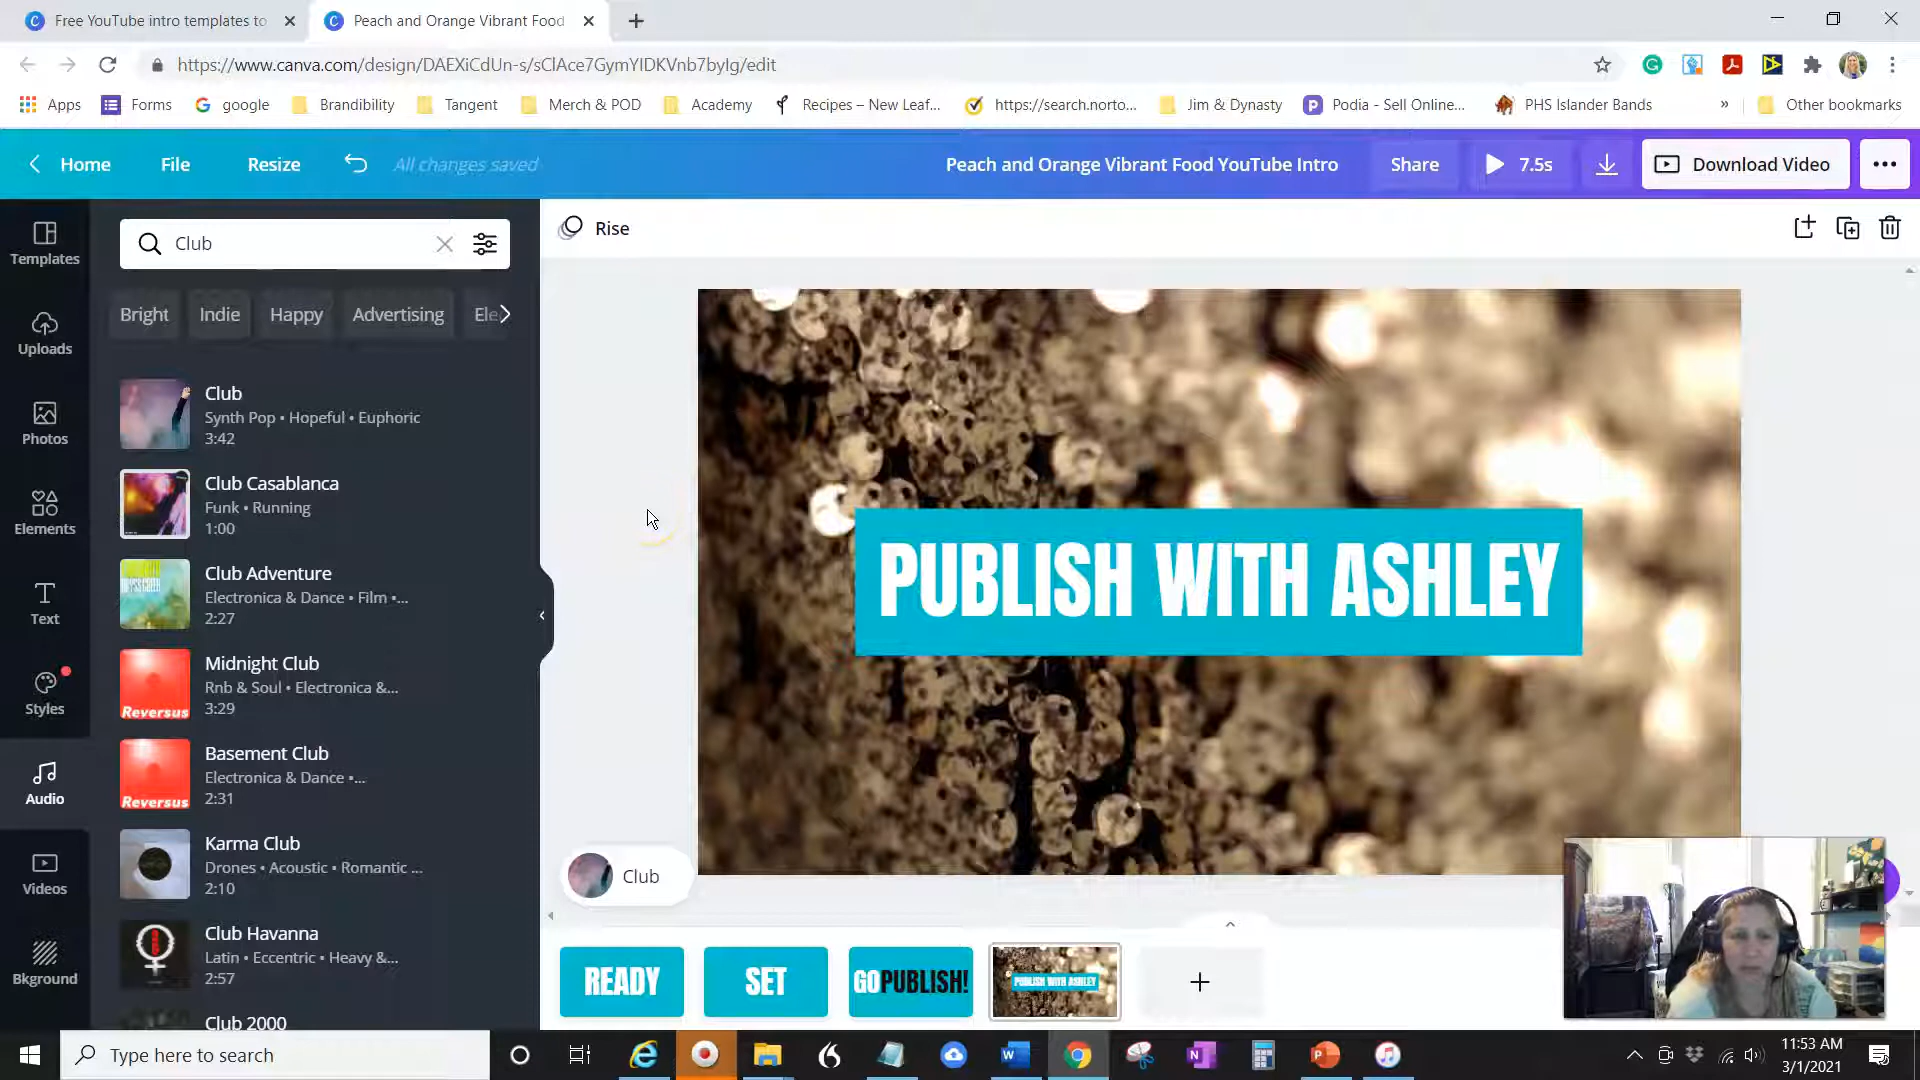 Free YouTube intro templates to
Peach and Orange Vibrant Food
https://www.canva.com/design/DAEXiCdUn-s/sClAce7GymYIDKVnb7byIg/edit
Apps
Forms
google
Brandibility
Tangent
Merch & POD
Academy
Recipes – New Leaf...
https://search.norto...
Jim & Dynasty
Podia - Sell Online...
PHS Islander Bands
»
Other bookmarks
Home
File
Resize
All changes saved
Peach and Orange Vibrant Food YouTube Intro
Share
7.5s
Download Video
Templates
Uploads
Photos
Elements
Text
Styles
Audio
Videos
Bkground
Club
Bright
Indie
Happy
Advertising
Ele
Club
Synth Pop • Hopeful • Euphoric
3:42
Club Casablanca
Funk • Running
1:00
Club Adventure
Electronica & Dance • Film •...
2:27
Midnight Club
Rnb & Soul • Electronica &...
3:29
Reversus
Basement Club
Electronica & Dance •...
2:31
Reversus
Karma Club
Drones • Acoustic • Romantic ...
2:10
Club Havanna
Latin • Eccentric • Heavy &...
2:57
Club 2000
Rise
PUBLISH WITH ASHLEY
Club
READY
SET
GO PUBLISH!
PUBLISH WITH ASHLEY
Type here to search
11:53 AM
3/1/2021